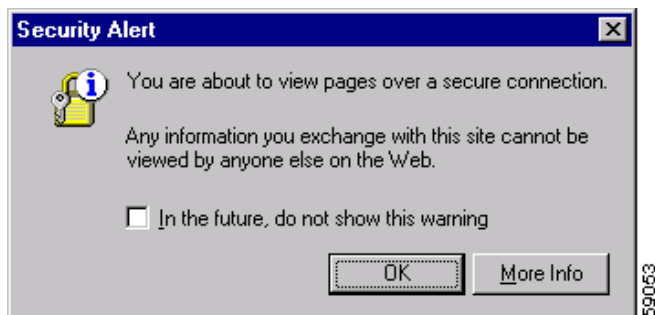 Security Alert
You are about to view pages over a secure connection.
Any information you exchange with this site cannot be
viewed by anyone else on the Web.
In the future, do not show this warning
OK
More Info
59053